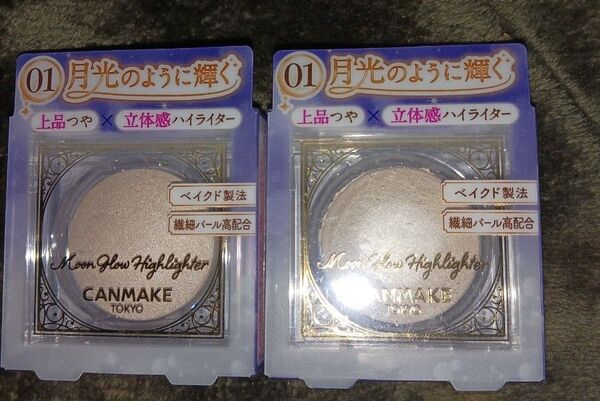 01 月光のように輝く
上品つや × 立体感ハイライター
ベイクド製法
繊細パール高配合
Moon Glow Highlighter
CANMAKE
TOKYO
01 月光のように輝く
上品つや × 立体感ハイライター
ベイクド製法
繊細パール高配合
Moon Glow Highlighter
CANMAKE
TOKYO